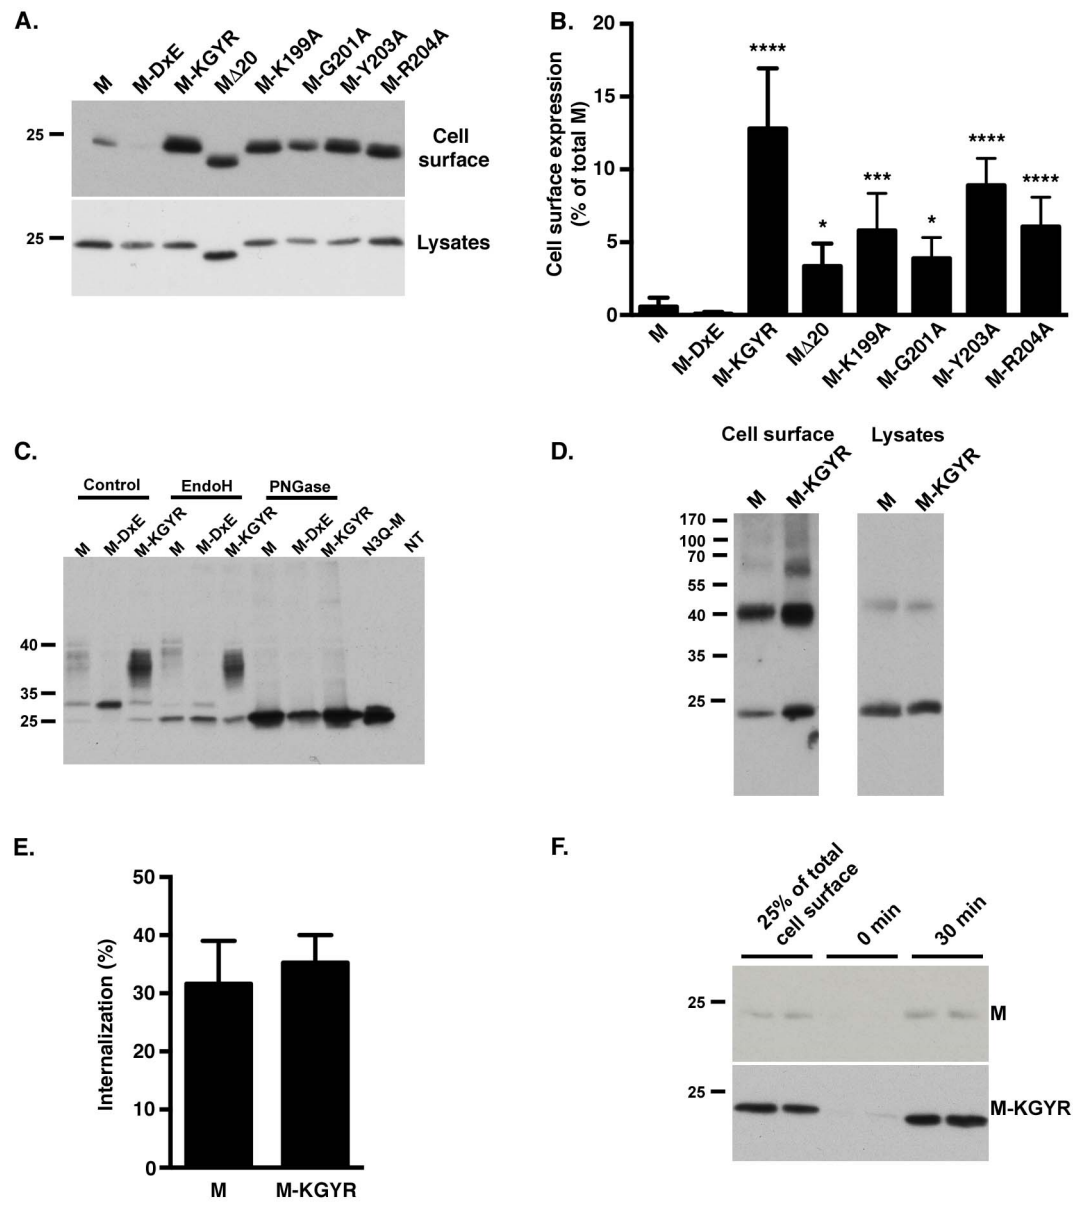 A.
M
M-DxE
M-KGYR
MΔ20
M-K199A
M-G201A
M-Y203A
M-R204A
25
Cell
surface
25
Lysates
B.
Cell surface expression
(% of total M)
20
15
10
5
0
****
*
***
*
****
****
M
M-DxE
M-KGYR
MΔ20
M-K199A
M-G201A
M-Y203A
M-R204A
C.
Control
EndoH
PNGase
M
M-DxE
M-KGYR
M
M-DxE
M-KGYR
M
M-DxE
M-KGYR
N3Q-M
NT
40
35
25
D.
Cell surface
Lysates
M
M-KGYR
M
M-KGYR
170
100
70
55
40
35
25
E.
Internalization (%)
50
40
30
20
10
0
M
M-KGYR
F.
25% of total
cell surface
0 min
30 min
25
M
25
M-KGYR